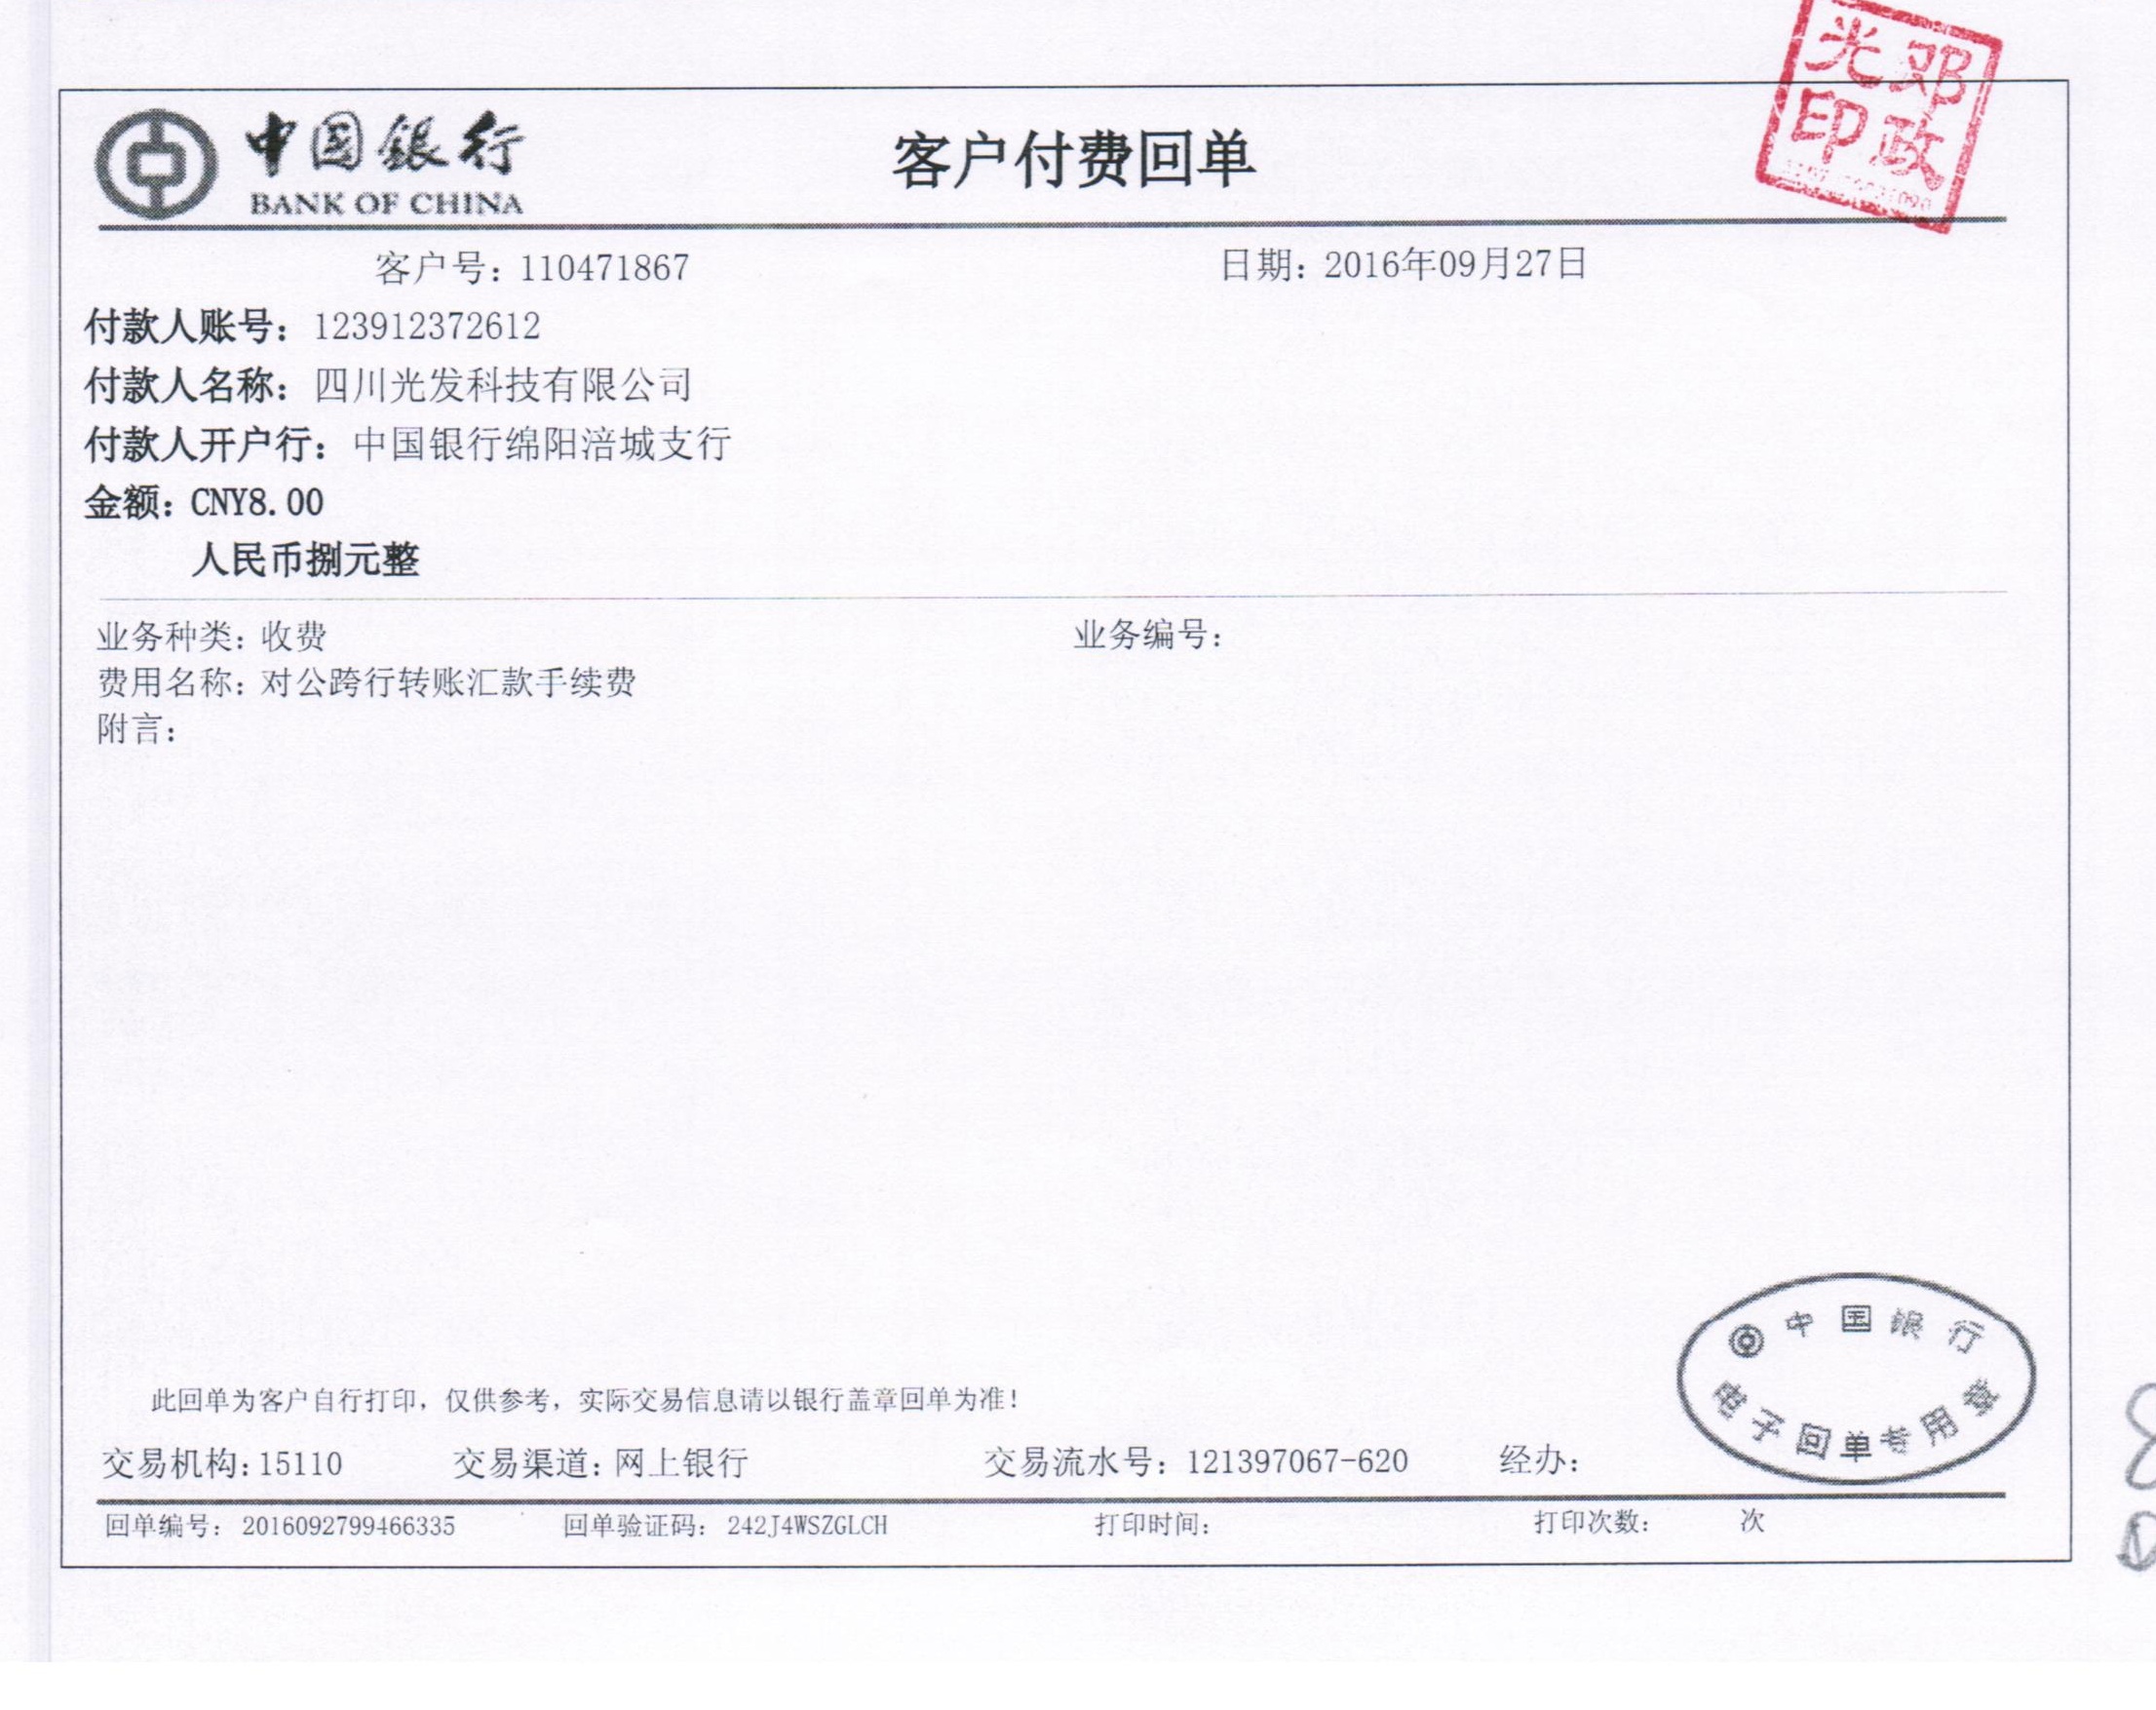 光邓
印政
中国银行
BANK OF CHINA
客户付费回单
客户号：110471867 日期：2016年09月27日
付款人账号：123912372612
付款人名称：四川光发科技有限公司
付款人开户行：中国银行绵阳涪城支行
金额：CNY8.00
人民币捌元整
业务种类：收费 业务编号：
费用名称：对公跨行转账汇款手续费
附言：
中国银行
电子回单专用章
此回单为客户自行打印，仅供参考，实际交易信息请以银行盖章回单为准！
交易机构：15110 交易渠道：网上银行 交易流水号：121397067-620 经办：
回单编号：2016092799466335 回单验证码：242J4WSZGLCH 打印时间： 打印次数： 次